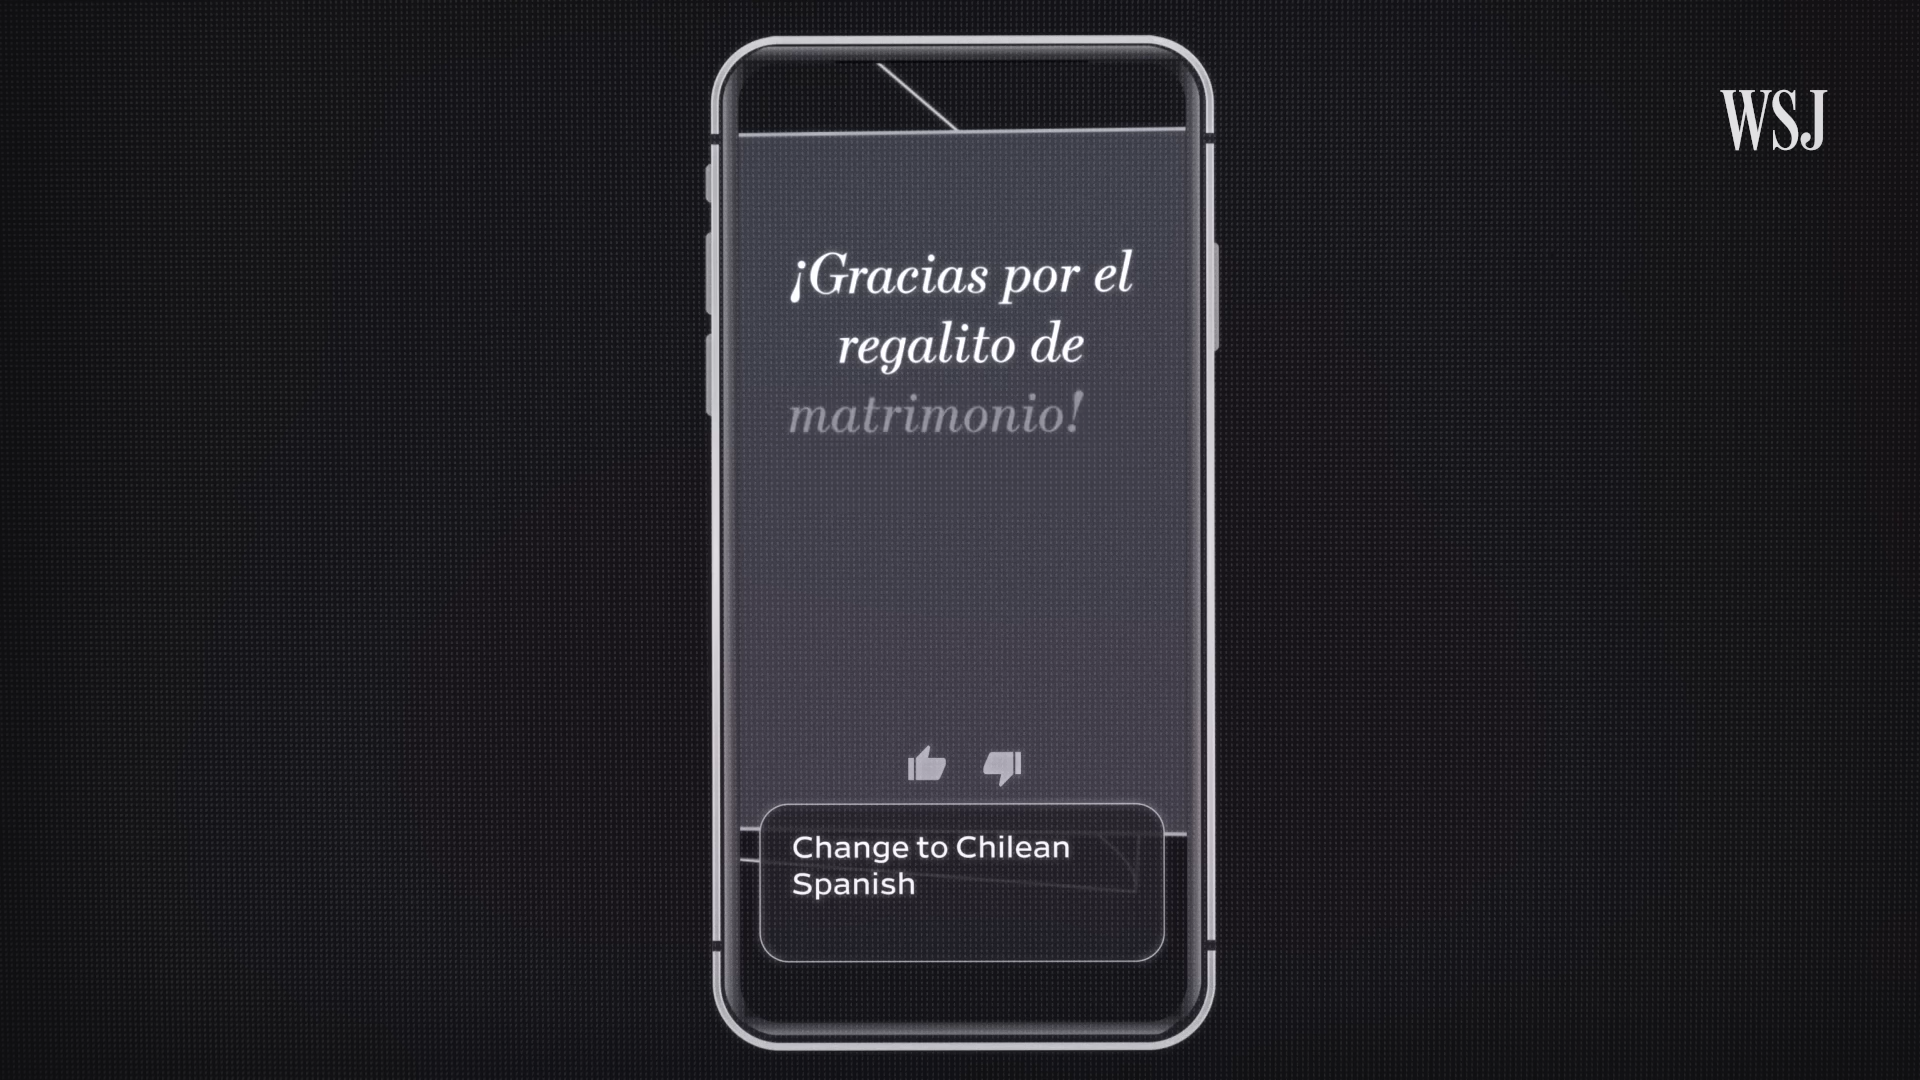 WSJ
¡Gracias por el
regalito de
matrimonio!
Change to Chilean
Spanish